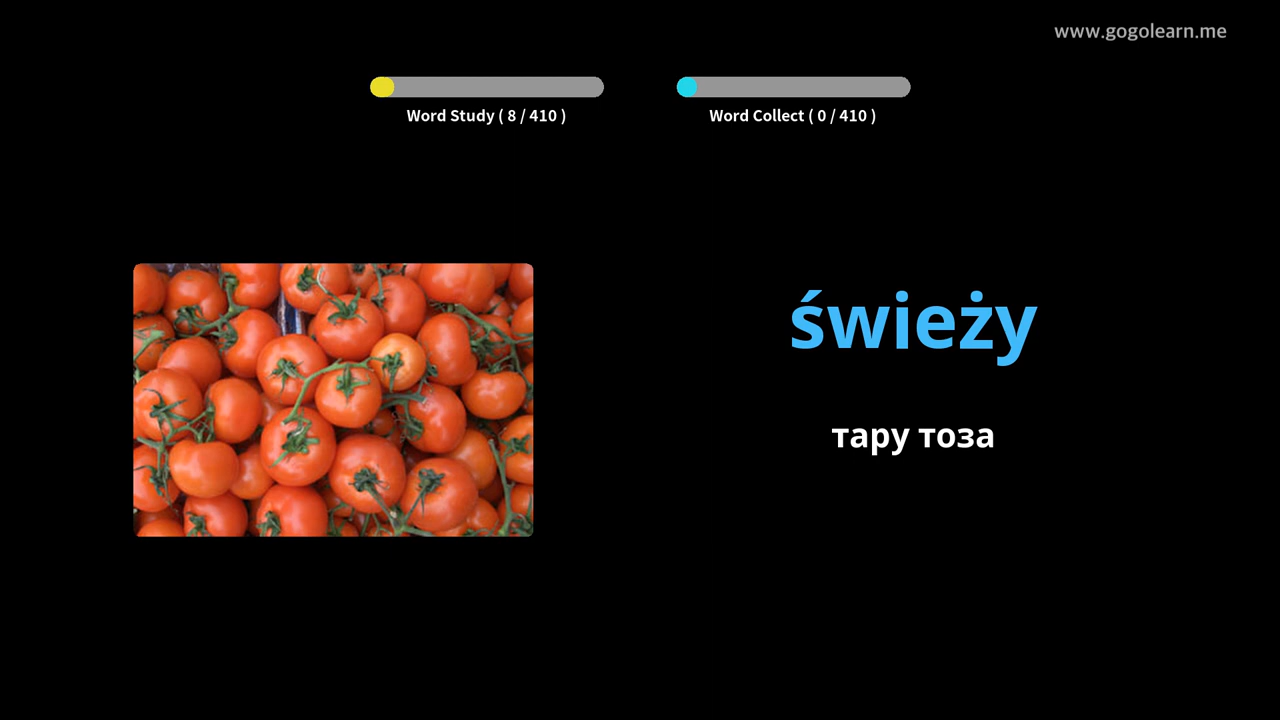 www.gogolearn.me
Word Study ( 8 / 410 )
Word Collect ( 0 / 410 )
świeży
тару тоза